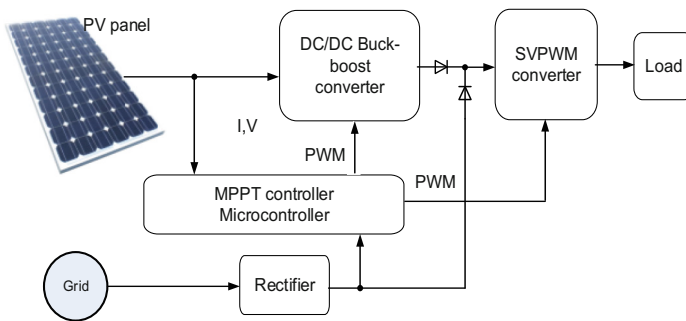 PV panel
DC/DC Buck-
boost
converter
SVPWM
converter
Load
I,V
PWM
MPPT controller
Microcontroller
PWM
Grid
Rectifier